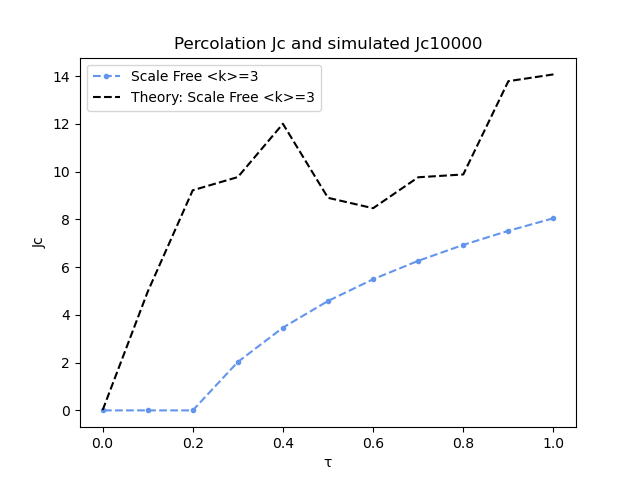 Percolation Jc and simulated Jc10000
Scale Free <k>=3
Theory: Scale Free <k>=3
Jc
14
12
10
8
6
4
2
0
0.0 0.2 0.4 0.6 0.8 1.0
τ